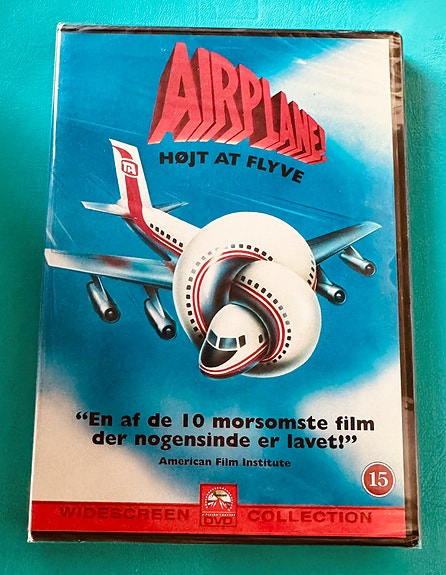 AIRPLANE!
HØJT AT FLYVE
TA
“En af de 10 morsomste film
der nogensinde er lavet!”
American Film Institute
15
WIDESCREEN DVD COLLECTION